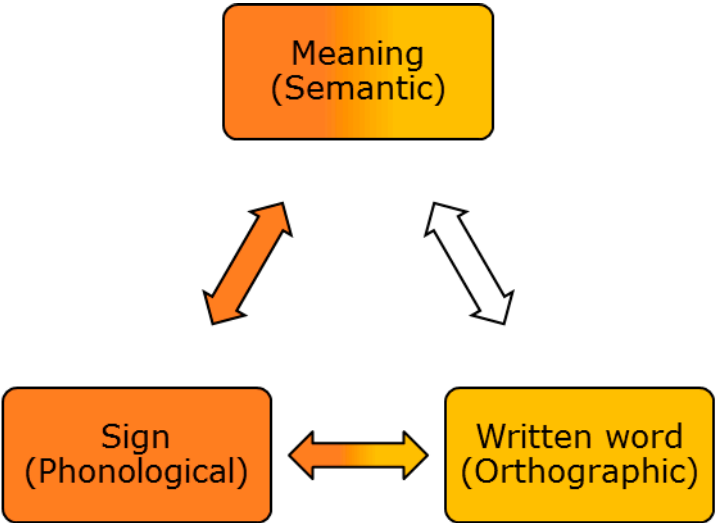 Meaning
(Semantic)
Sign
(Phonological)
Written word
(Orthographic)